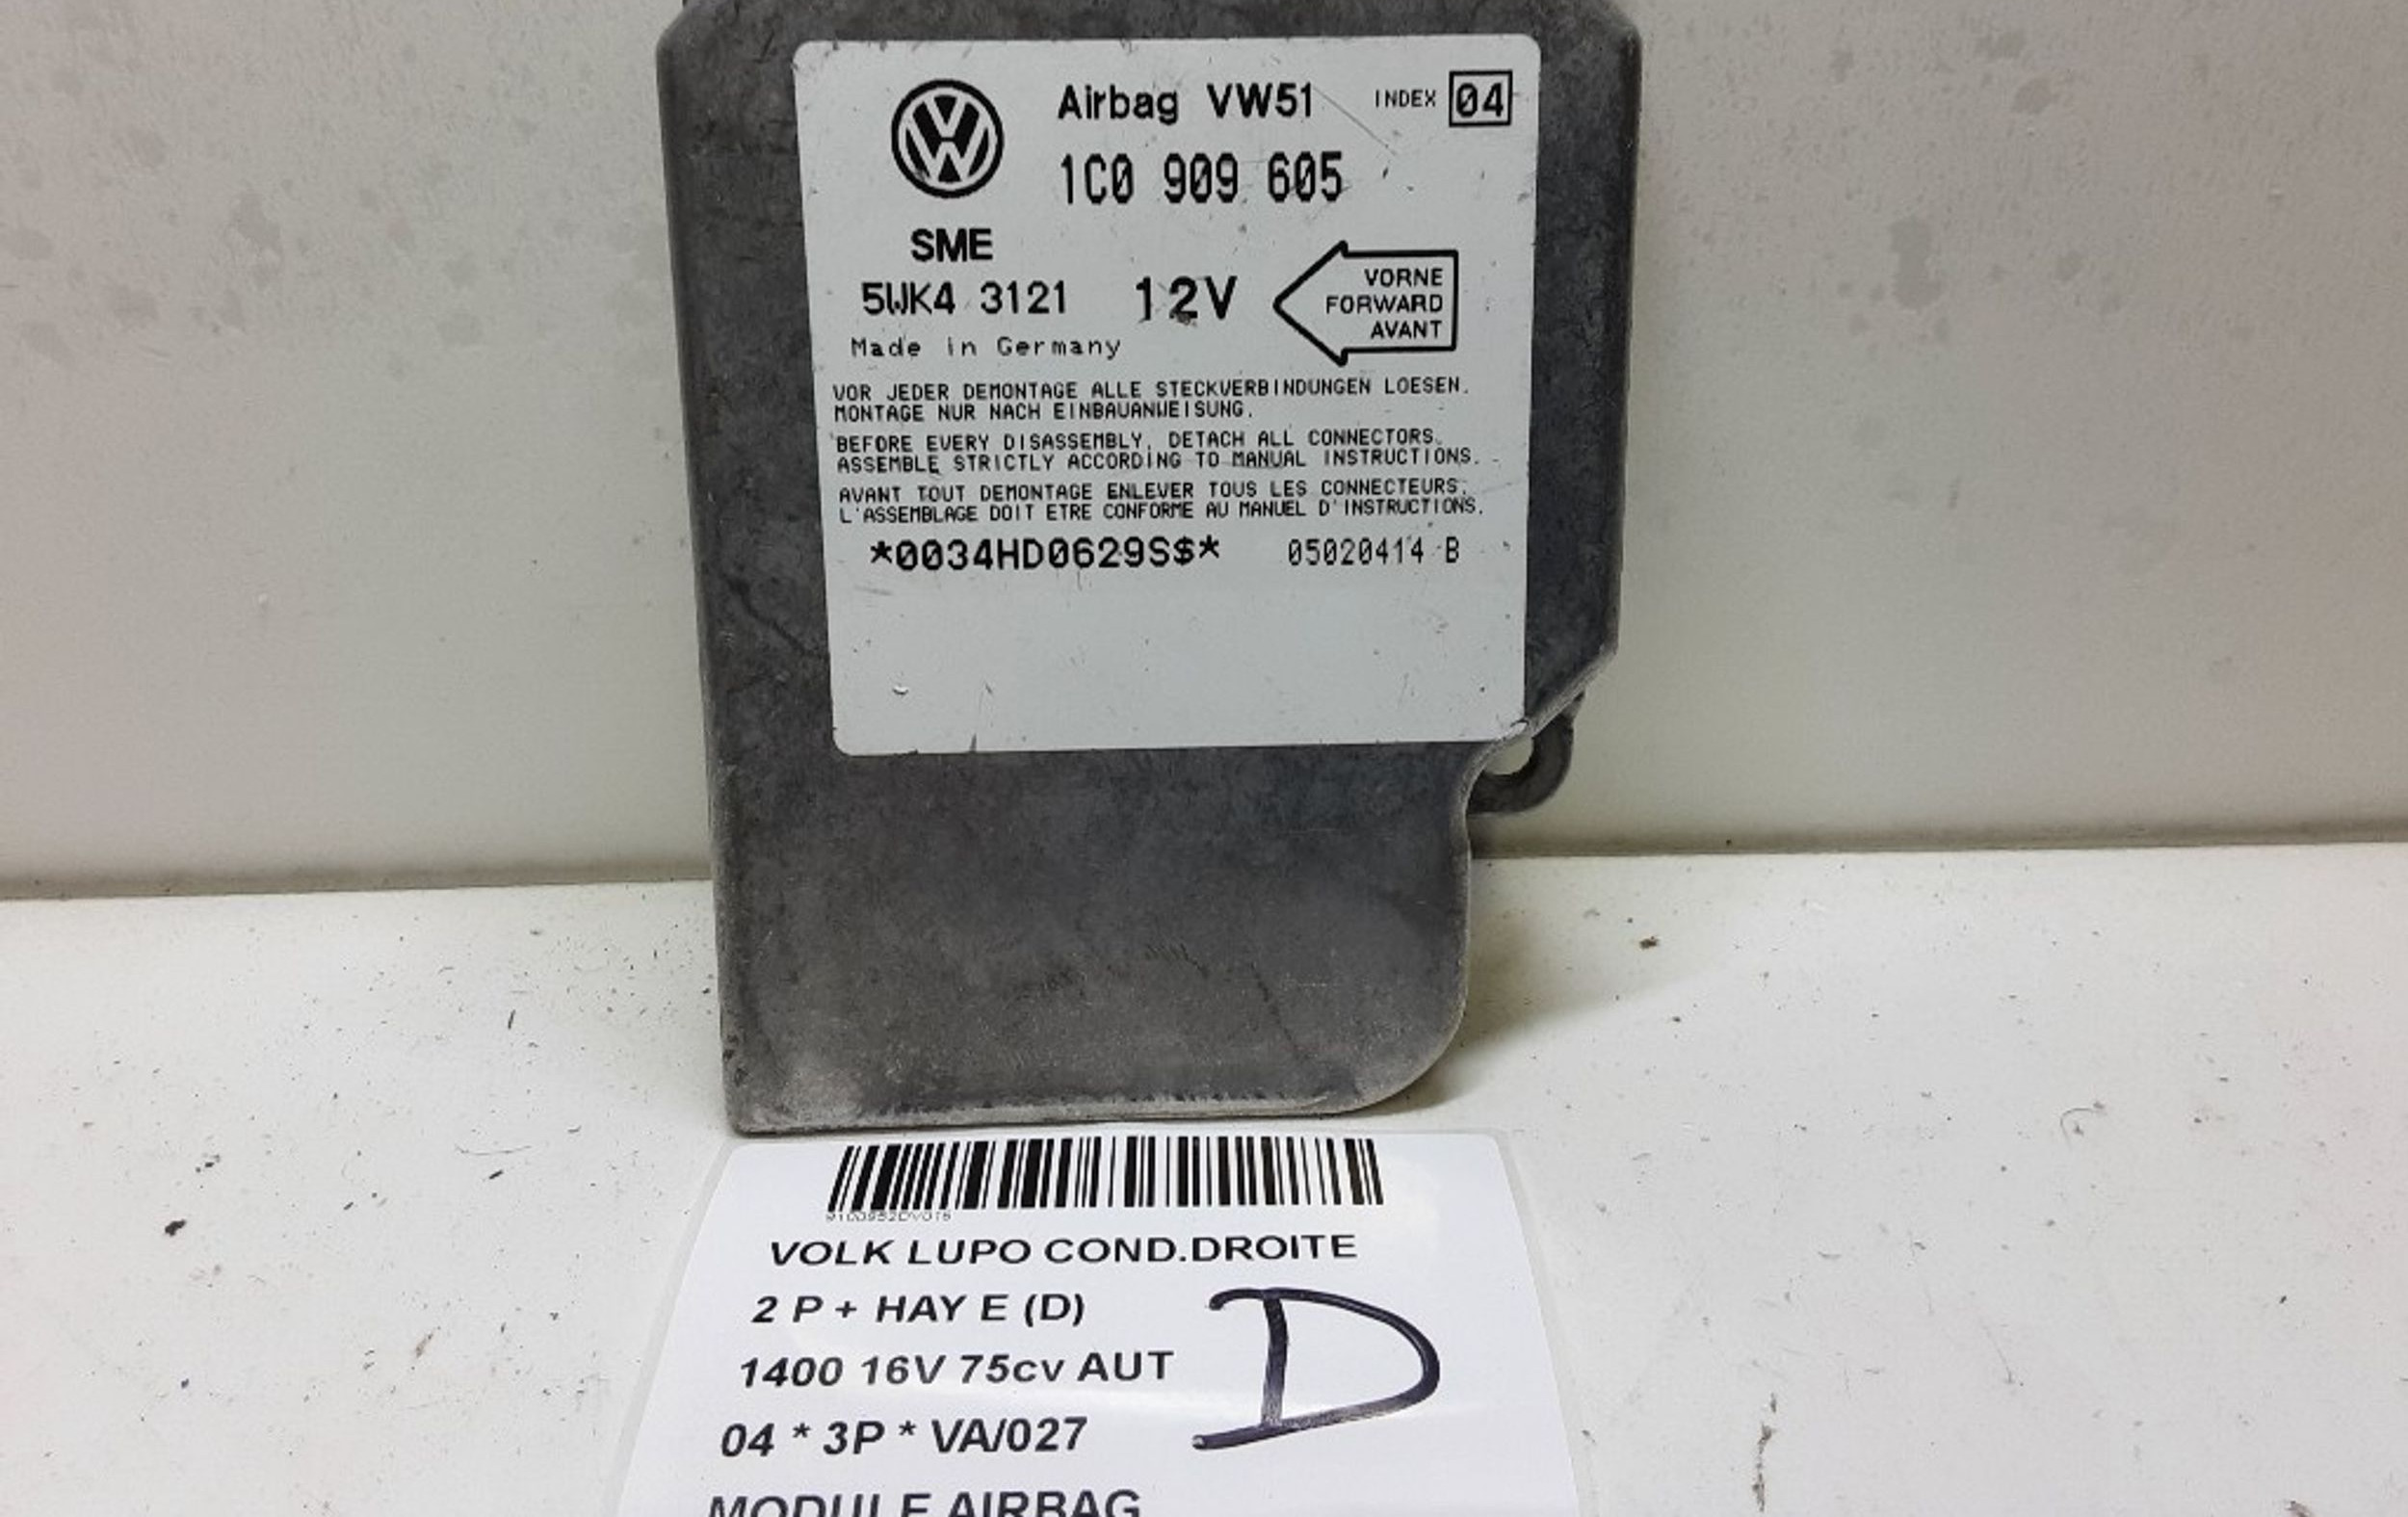 Airbag VW51 INDEX 04
1C0 909 605
SME
5WK4 3121 12V
VORNE
FORWARD
AVANT
Made in Germany
VOR JEDER DEMONTAGE ALLE STECKVERBINDUNGEN LOESEN.
MONTAGE NUR NACH EINBAUANWEISUNG.
BEFORE EVERY DISASSEMBLY, DETACH ALL CONNECTORS.
ASSEMBLE STRICTLY ACCORDING TO MANUAL INSTRUCTIONS.
AVANT TOUT DEMONTAGE ENLEVER TOUS LES CONNECTEURS.
L'ASSEMBLAGE DOIT ETRE CONFORME AU MANUEL D'INSTRUCTIONS.
*0034HD0629S$* 05020414 B
VOLK LUPO COND.DROITE
2 P + HAY E (D)
1400 16V 75cv AUT
D
04 * 3P * VA/027
MODULE AIRBAG